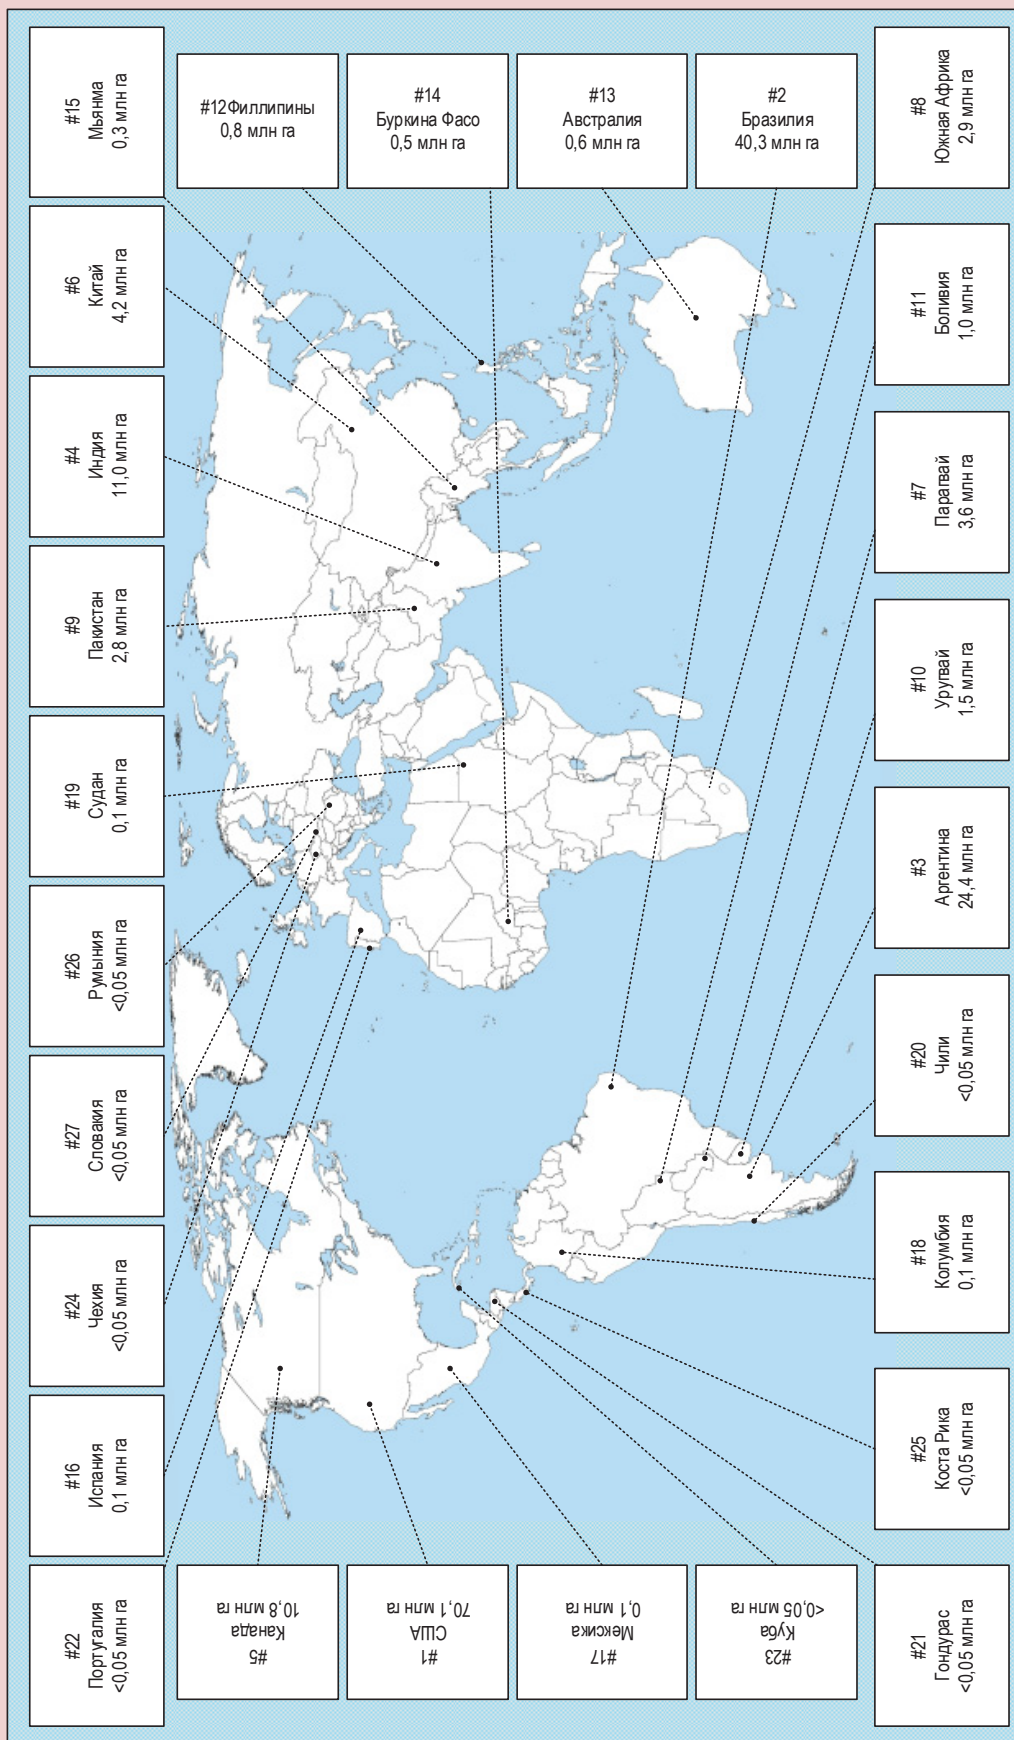 #15
Мьянма
0,3 млн га
#6
Китай
4,2 млн га
#4
Индия
11,0 млн га
#9
Пакистан
2,8 млн га
#19
Судан
0,1 млн га
#26
Румыния
<0,05 млн га
#27
Словакия
<0,05 млн га
#24
Чехия
<0,05 млн га
#16
Испания
0,1 млн га
#22
Португалия
<0,05 млн га
#12Филлипины
0,8 млн га
#14
Буркина Фасо
0,5 млн га
#13
Австралия
0,6 млн га
#2
Бразилия
40,3 млн га
#5
Канада
10,8 млн га
#1
США
70,1 млн га
#17
Мексика
0,1 млн га
#23
Куба
<0,05 млн га
#8
Южная Африка
2,9 млн га
#11
Боливия
1,0 млн га
#7
Парагвай
3,6 млн га
#10
Уругвай
1,5 млн га
#3
Аргентина
24,4 млн га
#20
Чили
<0,05 млн га
#18
Колумбия
0,1 млн га
#25
Коста Рика
<0,05 млн га
#21
Гондурас
<0,05 млн га